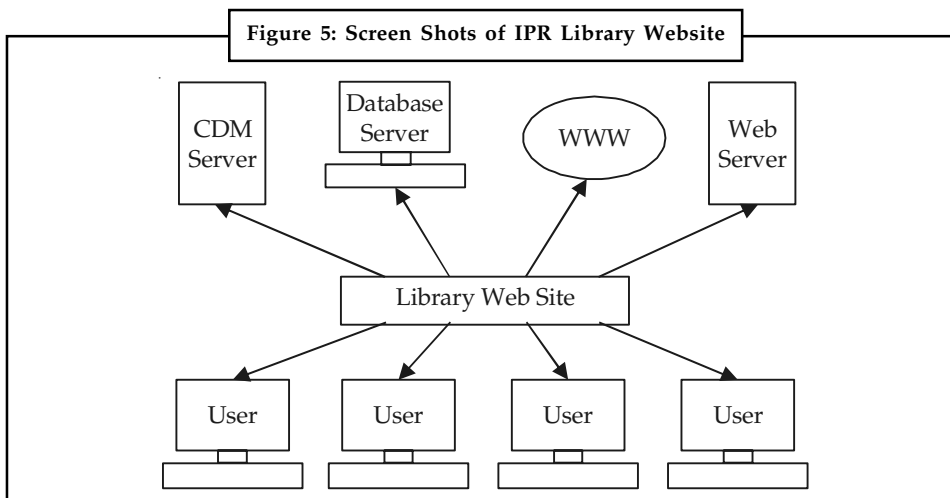 Figure 5: Screen Shots of IPR Library Website
CDM
Server
Database
Server
WWW
Web
Server
Library Web Site
User
User
User
User